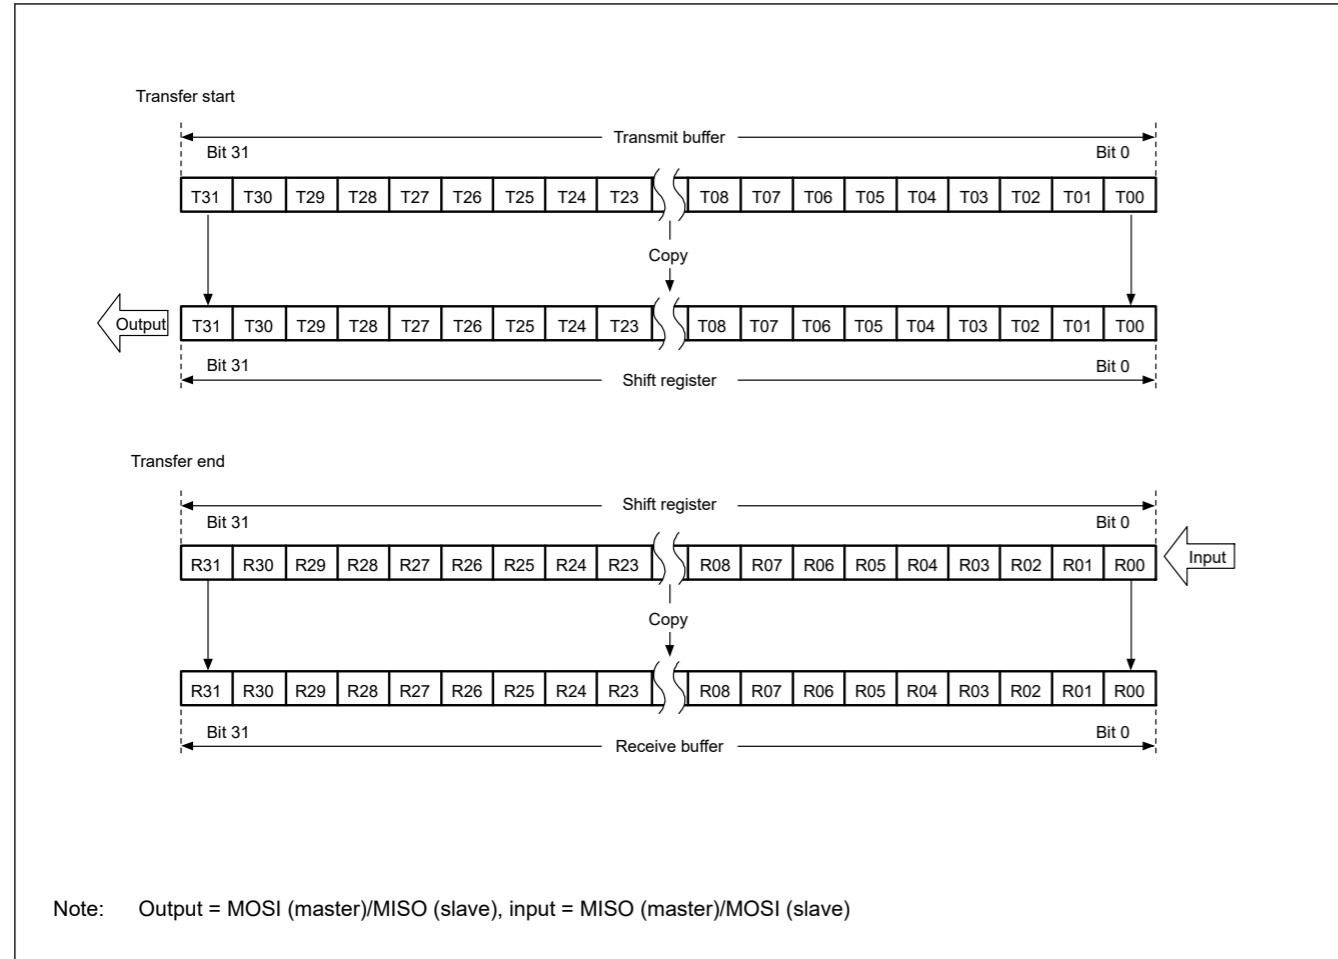 Transfer start
Transmit buffer
Bit 31 Bit 0
T31 T30 T29 T28 T27 T26 T25 T24 T23 T08 T07 T06 T05 T04 T03 T02 T01 T00
Copy
Output T31 T30 T29 T28 T27 T26 T25 T24 T23 T08 T07 T06 T05 T04 T03 T02 T01 T00
Bit 31 Bit 0
Shift register
Transfer end
Shift register
Bit 31 Bit 0
R31 R30 R29 R28 R27 R26 R25 R24 R23 R08 R07 R06 R05 R04 R03 R02 R01 R00 Input
Copy
R31 R30 R29 R28 R27 R26 R25 R24 R23 R08 R07 R06 R05 R04 R03 R02 R01 R00
Bit 31 Bit 0
Receive buffer
Note: Output = MOSI (master)/MISO (slave), input = MISO (master)/MOSI (slave)